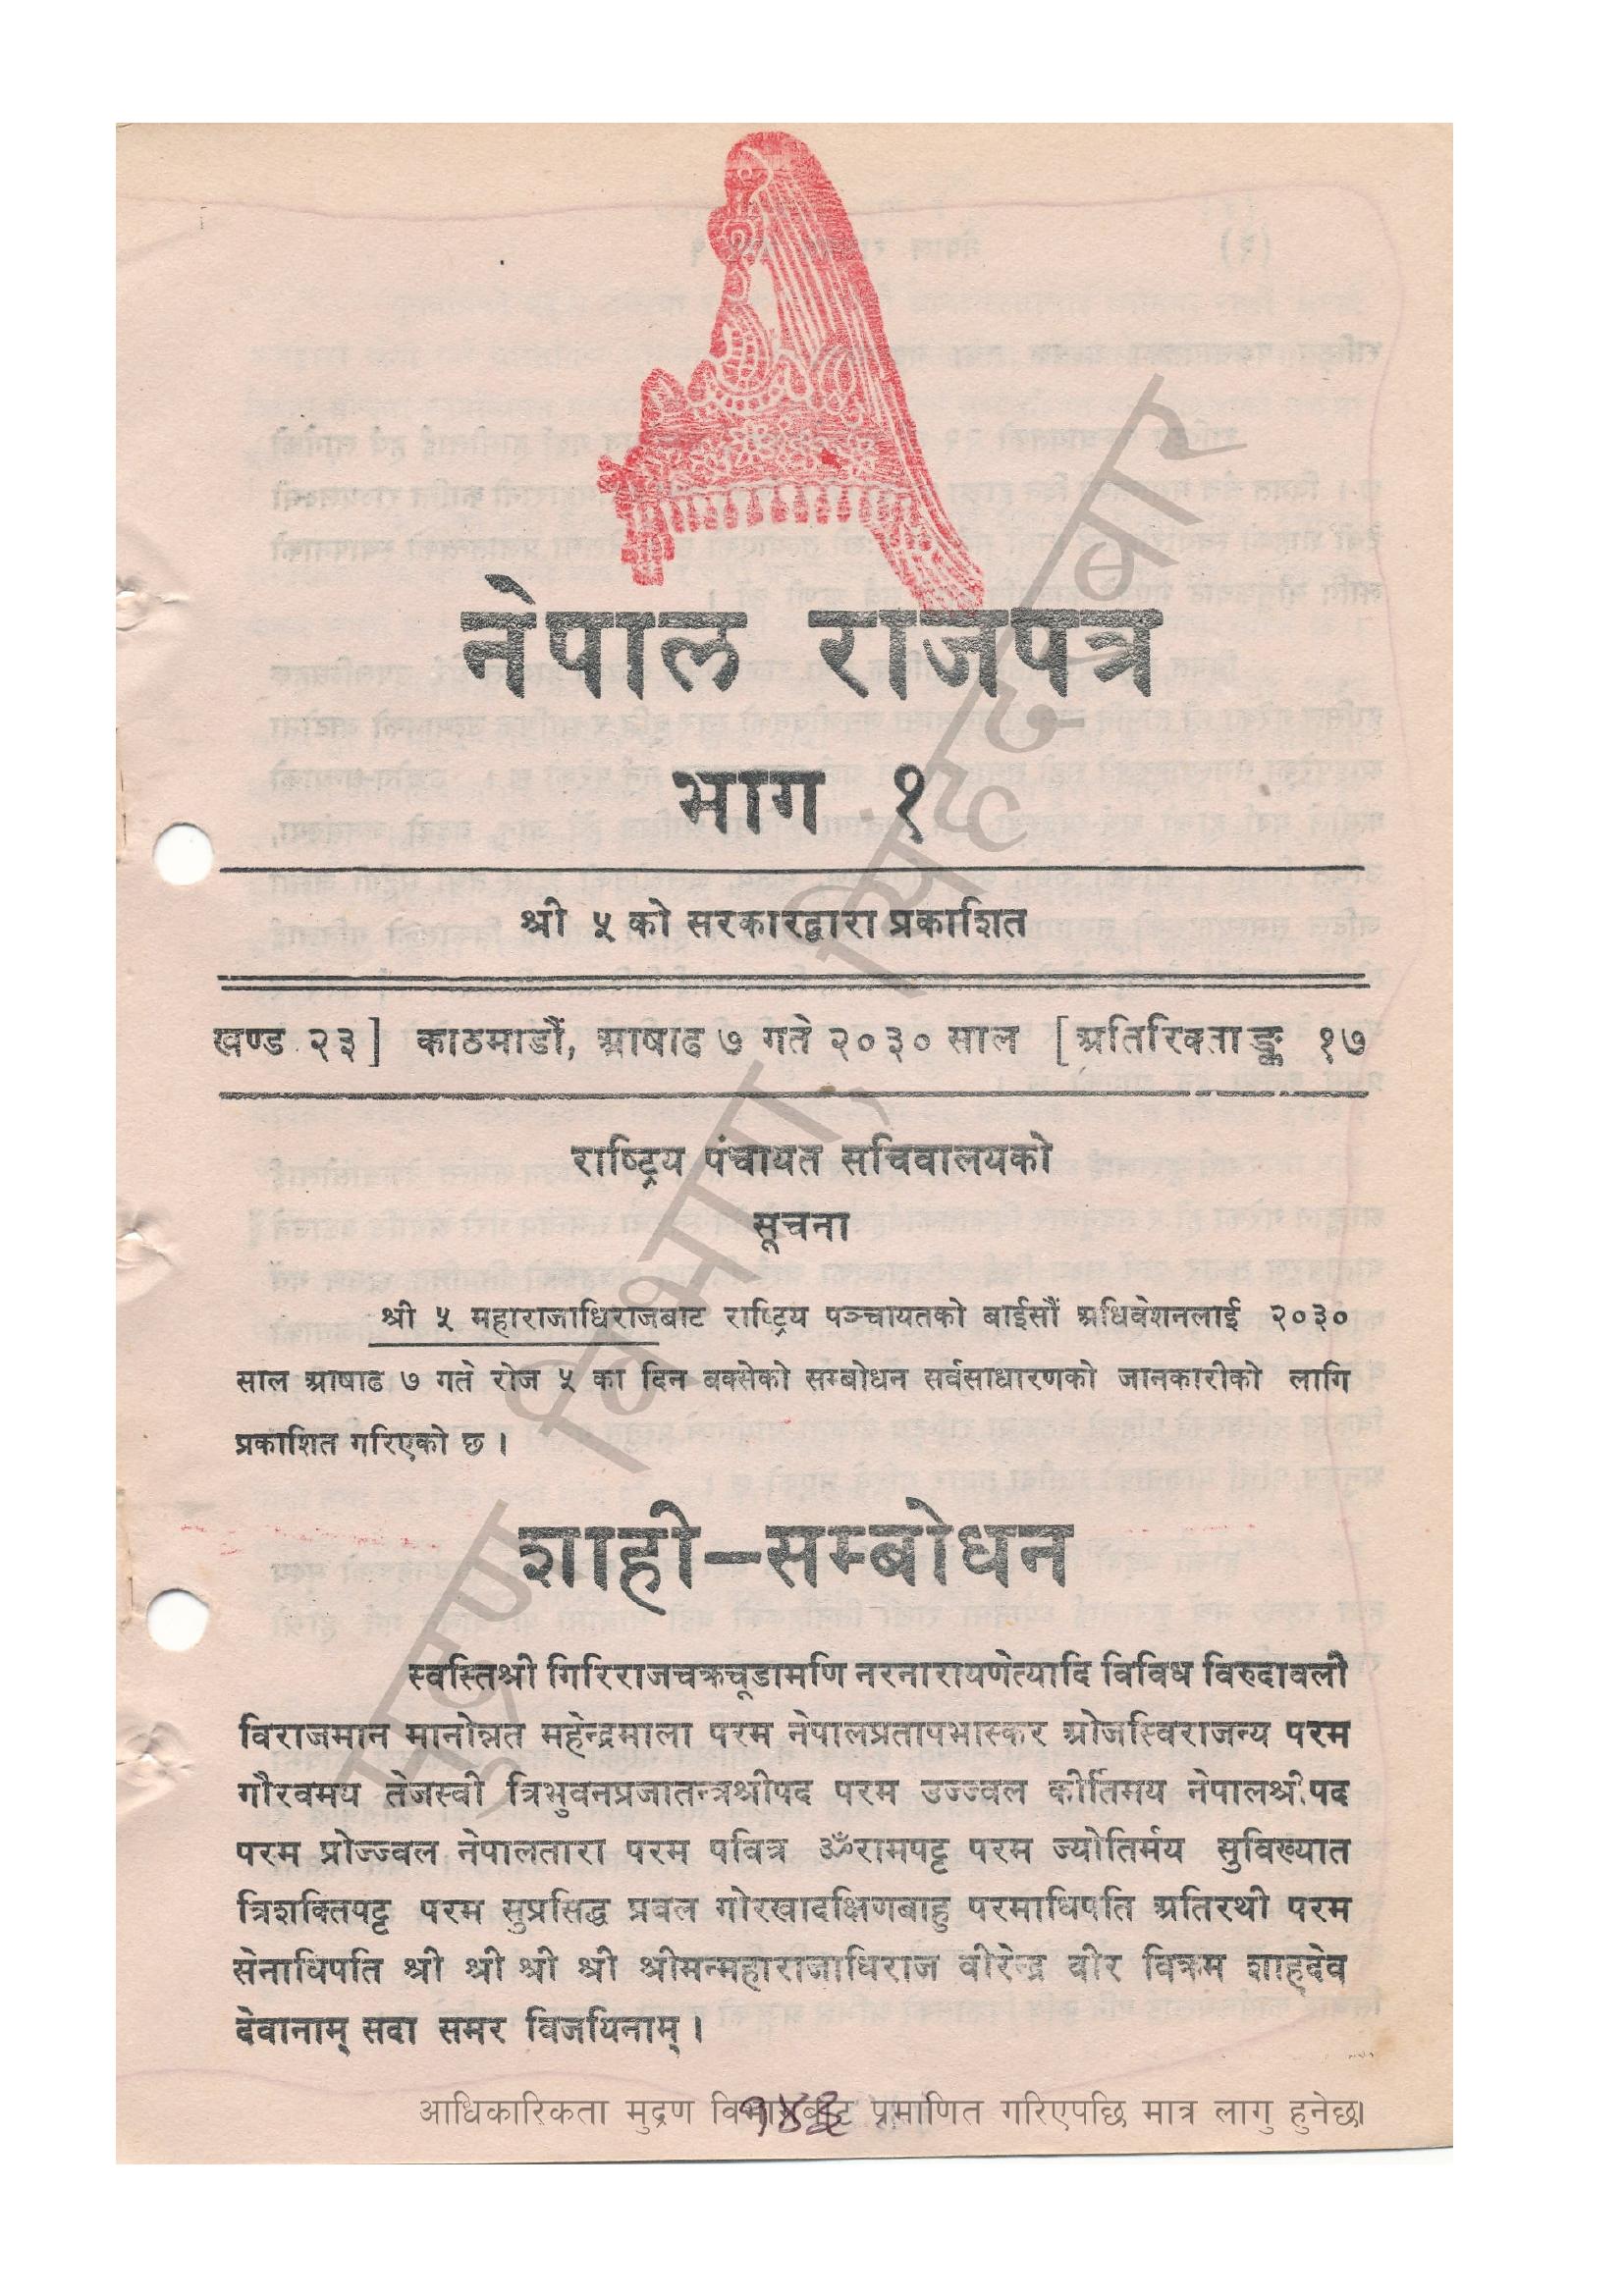 नेपाल राजपत्र
भाग १
श्री ५ को सरकारद्वारा प्रकाशित
खण्ड २३] काठमाडौं, आषाढ ७ गते २०३० साल [अतिरिक्ताङ्क १७
राष्ट्रिय पंचायत सचिवालयको
सूचना
श्री ५ महाराजाधिराजबाट राष्ट्रिय पञ्चायतको बाईसौं अधिवेशनलाई २०३०
साल आषाढ ७ गते रोज ५ का दिन बक्सेको सम्बोधन सर्वसाधारणको जानकारीको लागि
प्रकाशित गरिएको छ ।
शाही-सम्बोधन
स्वस्तिश्री गिरिराजचक्रचूडामणि नरनारायणेत्यादि विविध विरुदावली
विराजमान मानोन्नत महेन्द्रमाला परम नेपालप्रतापभास्कर ओजस्विराजन्य परम
गौरवमय तेजस्वी त्रिभुवनप्रजातन्त्रश्रीपद परम उज्ज्वल कीर्तिमय नेपालश्रीपद
परम प्रोज्ज्वल नेपालतारा परम पवित्र ॐरामपट्ट परम ज्योतिर्मय सुविख्यात
त्रिशक्तिपट्ट परम सुप्रसिद्ध प्रवल गोरखादक्षिणबाहु परमाधिपति अतिरथी परम
सेनाधिपति श्री श्री श्री श्री श्रीमन्महाराजाधिराज वीरेन्द्र वीर विक्रम शाहदेव
देवानाम् सदा समर विजयिनाम् ।
मुद्रण विभाग, सिंहदरबार
आधिकारिकता मुद्रण विभागबाट प्रमाणित गरिएपछि मात्र लागु हुनेछ।